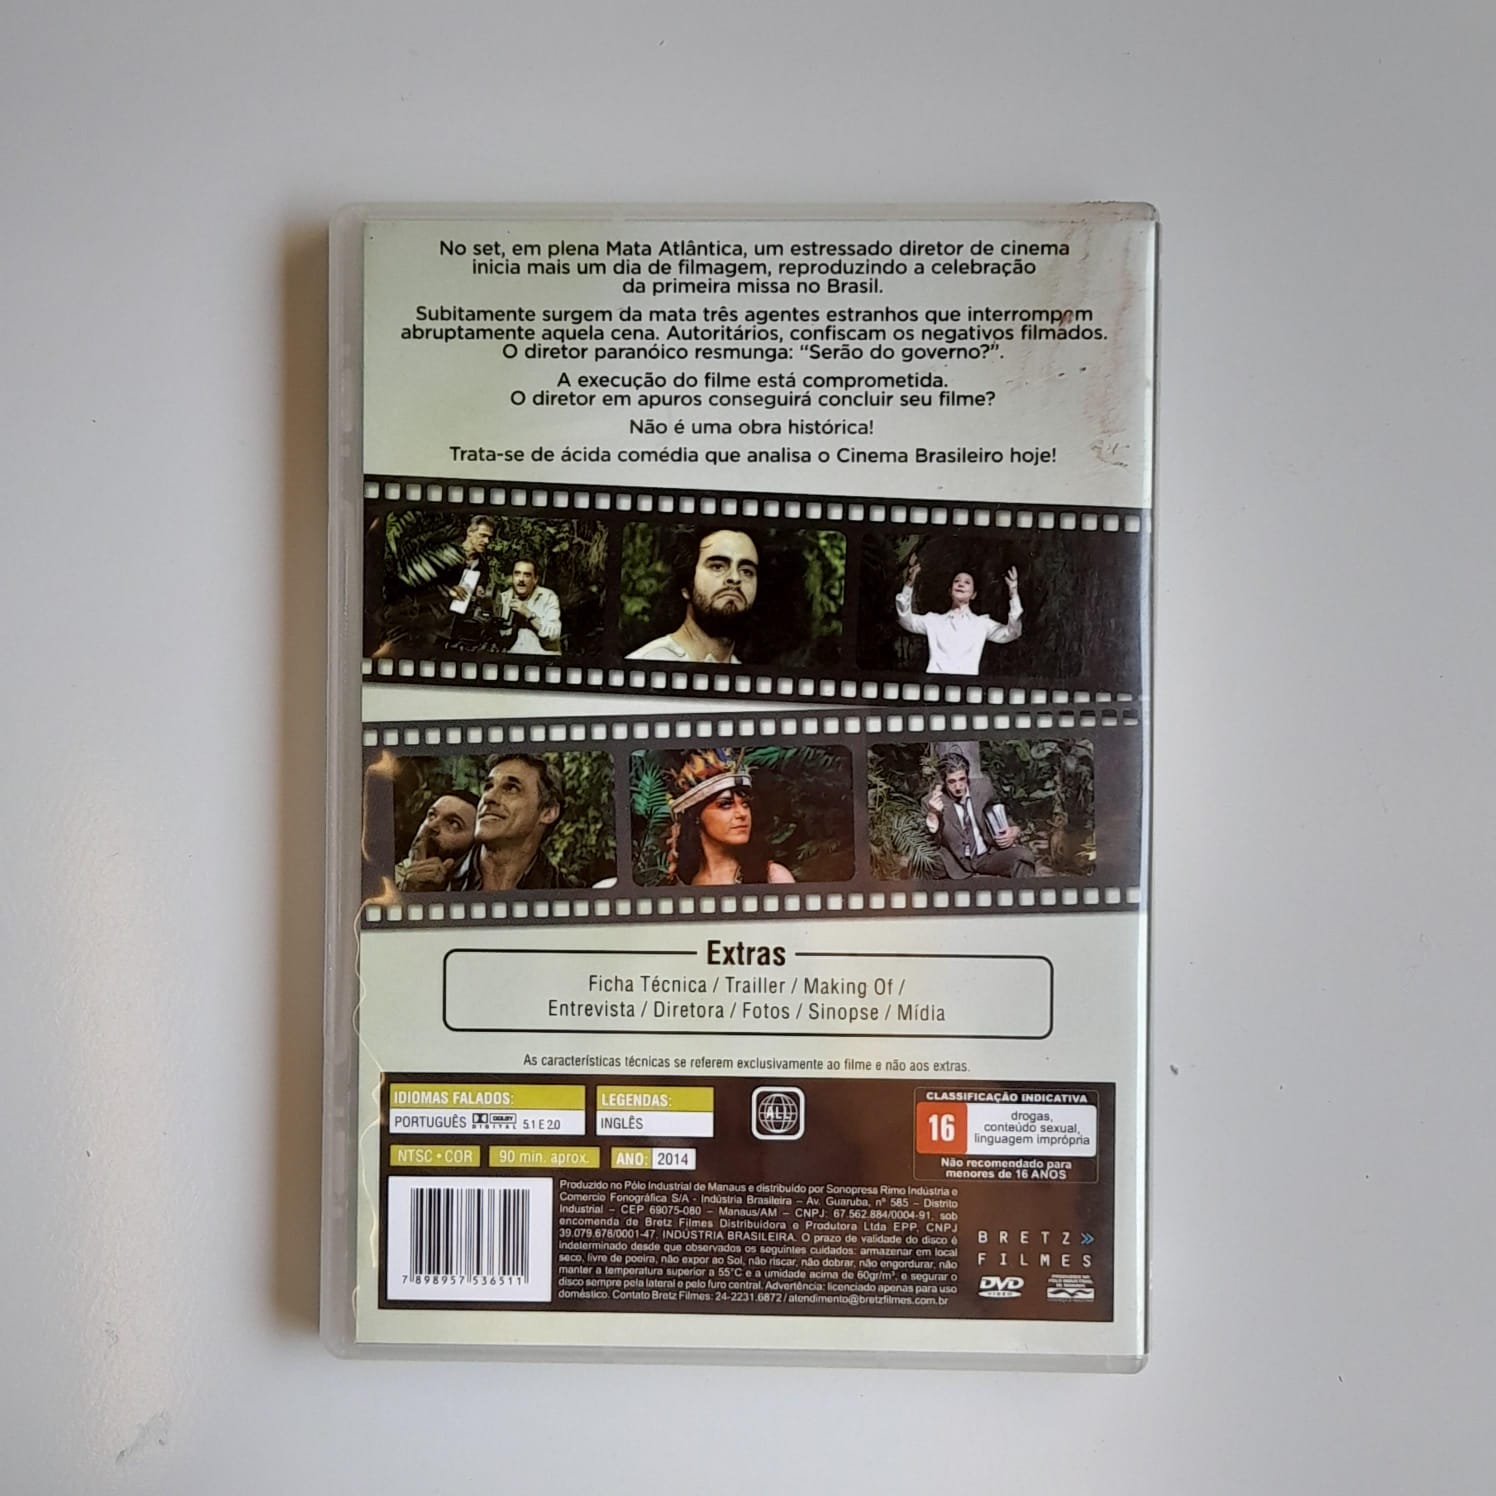 No set, em plena Mata Atlântica, um estressado diretor de cinema
inicia mais um dia de filmagem, reproduzindo a celebração
da primeira missa no Brasil.
Subitamente surgem da mata três agentes estranhos que interrompem
abruptamente aquela cena. Autoritários, confiscam os negativos filmados.
O diretor paranóico resmunga: “Serão do governo?”.
A execução do filme está comprometida.
O diretor em apuros conseguirá concluir seu filme?
Não é uma obra histórica!
Trata-se de ácida comédia que analisa o Cinema Brasileiro hoje!
Extras
Ficha Técnica / Trailler / Making Of /
Entrevista / Diretora / Fotos / Sinopse / Mídia
As características técnicas se referem exclusivamente ao filme e não aos extras.
IDIOMAS FALADOS:
PORTUGUÊS DOLBY DIGITAL 5.1 E 2.0
LEGENDAS:
INGLÊS
NTSC • COR
90 min. aprox.
ANO: 2014
ALL
CLASSIFICAÇÃO INDICATIVA
16
drogas,
conteúdo sexual,
linguagem imprópria
Não recomendado para
menores de 16 ANOS
7 898957 536511
Produzido no Pólo Industrial de Manaus e distribuído por Sonopresa Rimo Indústria e
Comercio Fonográfica S/A - Indústria Brasileira – Av. Guaruba, nº 585 – Distrito
Industrial – CEP 69075-080 – Manaus/AM – CNPJ: 67.562.884/0004-91, sob
encomenda de Bretz Filmes Distribuidora e Produtora Ltda EPP, CNPJ
39.079.678/0001-47. INDÚSTRIA BRASILEIRA. O prazo de validade do disco é
indeterminado desde que observados os seguintes cuidados: armazenar em local
seco, livre de poeira, não expor ao Sol, não riscar, não dobrar, não engordurar, não
manter a temperatura superior a 55°C e a umidade acima de 60gr/m³, e segurar o
disco sempre pela lateral e pelo furo central. Advertência: licenciado apenas para uso
doméstico. Contato Bretz Filmes: 24-2231.6872 / atendimento@bretzfilmes.com.br
BRETZ
FILMES
DVD
VIDEO